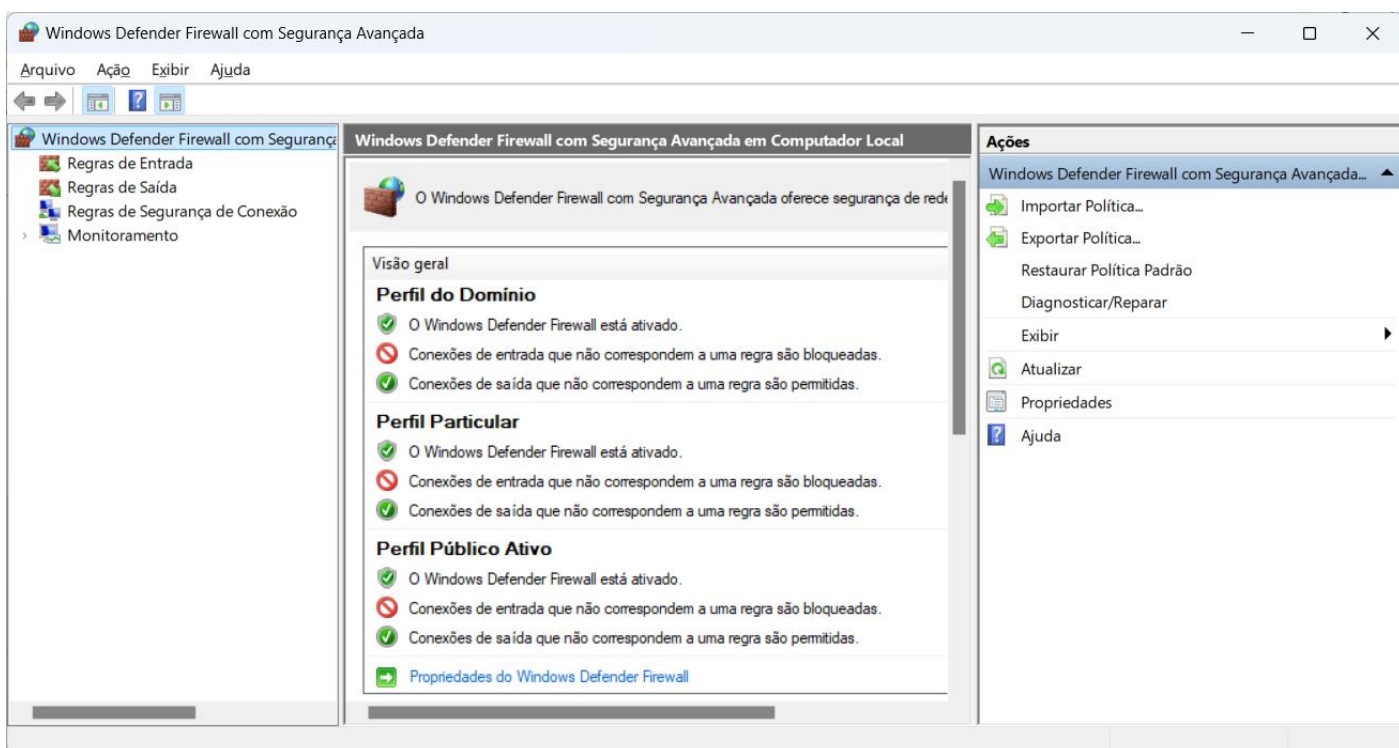 Windows Defender Firewall com Segurança Avançada
Arquivo Ação Exibir Ajuda
Windows Defender Firewall com Segurança
Regras de Entrada
Regras de Saída
Regras de Segurança de Conexão
Monitoramento
Windows Defender Firewall com Segurança Avançada em Computador Local
O Windows Defender Firewall com Segurança Avançada oferece segurança de rede
Visão geral
Perfil do Domínio
O Windows Defender Firewall está ativado.
Conexões de entrada que não correspondem a uma regra são bloqueadas.
Conexões de saída que não correspondem a uma regra são permitidas.
Perfil Particular
O Windows Defender Firewall está ativado.
Conexões de entrada que não correspondem a uma regra são bloqueadas.
Conexões de saída que não correspondem a uma regra são permitidas.
Perfil Público Ativo
O Windows Defender Firewall está ativado.
Conexões de entrada que não correspondem a uma regra são bloqueadas.
Conexões de saída que não correspondem a uma regra são permitidas.
Propriedades do Windows Defender Firewall
Ações
Windows Defender Firewall com Segurança Avançada...
Importar Política...
Exportar Política...
Restaurar Política Padrão
Diagnosticar/Reparar
Exibir
Atualizar
Propriedades
Ajuda